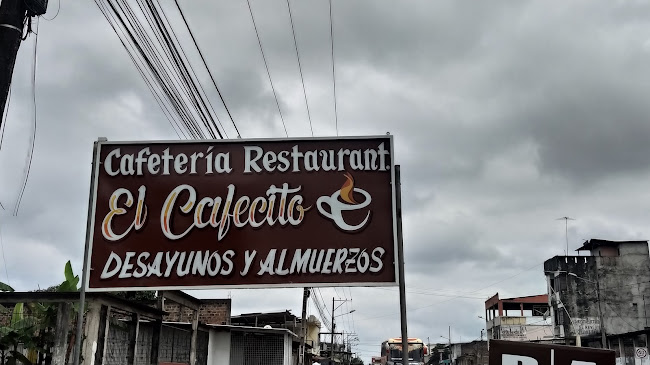 Cafetería Restaurant.
El Cafecito
DESAYUNOS Y ALMUERZOS